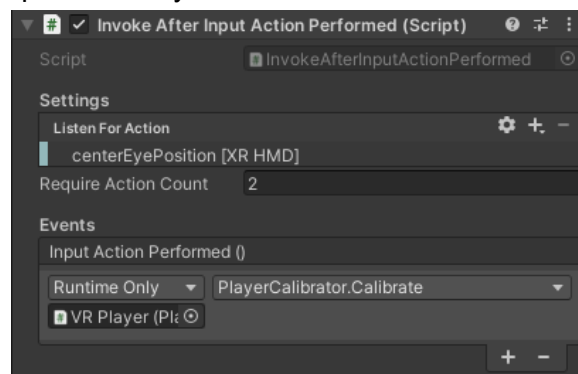 Invoke After Input Action Performed (Script)
Script InvokeAfterInputActionPerformed
Settings
Listen For Action
centerEyePosition [XR HMD]
Require Action Count 2
Events
Input Action Performed ()
Runtime Only PlayerCalibrator.Calibrate
VR Player (Pla